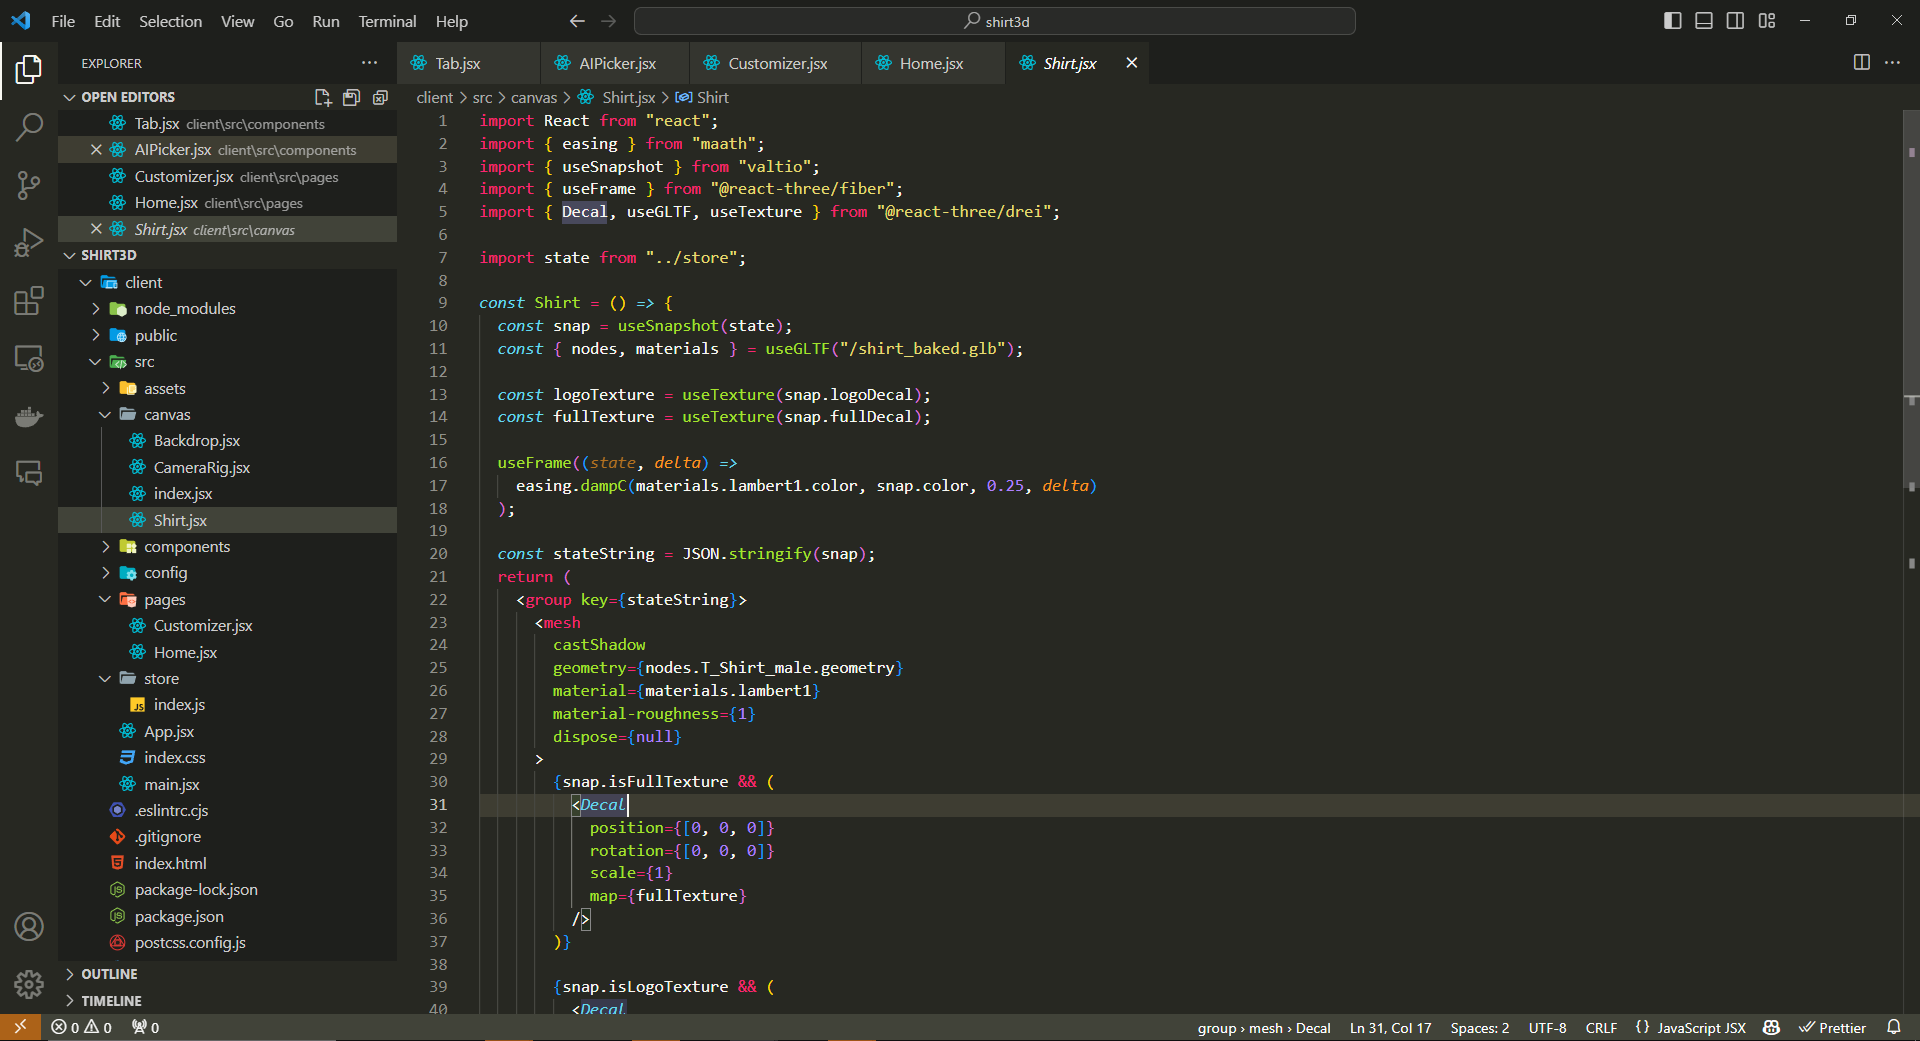 File Edit Selection View Go Run Terminal Help
shirt3d
EXPLORER
OPEN EDITORS
Tab.jsx client\src\components
AIPicker.jsx client\src\components
Customizer.jsx client\src\pages
Home.jsx client\src\pages
Shirt.jsx client\src\canvas
SHIRT3D
client
node_modules
public
src
assets
canvas
Backdrop.jsx
CameraRig.jsx
index.jsx
Shirt.jsx
components
config
pages
Customizer.jsx
Home.jsx
store
JS index.js
App.jsx
index.css
main.jsx
.eslintrc.cjs
.gitignore
index.html
package-lock.json
package.json
postcss.config.js
OUTLINE
TIMELINE
Tab.jsx AIPicker.jsx Customizer.jsx Home.jsx Shirt.jsx
client > src > canvas > Shirt.jsx > Shirt
1 import React from "react";
2 import { easing } from "maath";
3 import { useSnapshot } from "valtio";
4 import { useFrame } from "@react-three/fiber";
5 import { Decal, useGLTF, useTexture } from "@react-three/drei";
6
7 import state from "../store";
8
9 const Shirt = () => {
10 const snap = useSnapshot(state);
11 const { nodes, materials } = useGLTF("/shirt_baked.glb");
12
13 const logoTexture = useTexture(snap.logoDecal);
14 const fullTexture = useTexture(snap.fullDecal);
15
16 useFrame((state, delta) =>
17 easing.dampC(materials.lambert1.color, snap.color, 0.25, delta)
18 );
19
20 const stateString = JSON.stringify(snap);
21 return (
22 <group key={stateString}>
23 <mesh
24 castShadow
25 geometry={nodes.T_Shirt_male.geometry}
26 material={materials.lambert1}
27 material-roughness={1}
28 dispose={null}
29 >
30 {snap.isFullTexture && (
31 <Decal
32 position={[0, 0, 0]}
33 rotation={[0, 0, 0]}
34 scale={1}
35 map={fullTexture}
36 />
37 )}
38
39 {snap.isLogoTexture && (
40 <Decal
0 0 0
group › mesh › Decal Ln 31, Col 17 Spaces: 2 UTF-8 CRLF {} JavaScript JSX Prettier